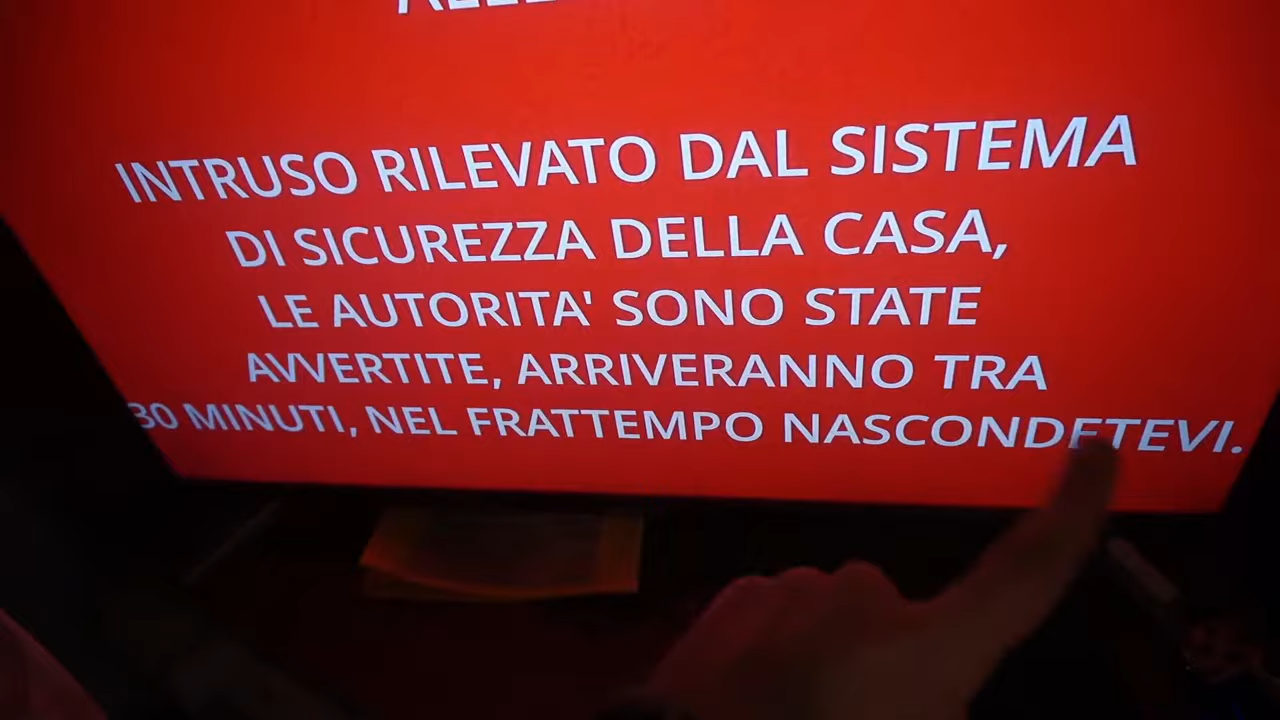 INTRUSO RILEVATO DAL SISTEMA
DI SICUREZZA DELLA CASA,
LE AUTORITA' SONO STATE
AVVERTITE, ARRIVERANNO TRA
30 MINUTI, NEL FRATTEMPO NASCONDETEVI.